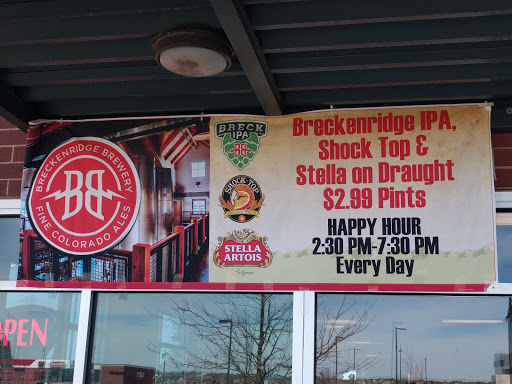 BRECKENRIDGE BREWERY
BB
FINE COLORADO ALES
BRECK
IPA
SHOCK TOP
STELLA
ARTOIS
Breckenridge IPA,
Shock Top &
Stella on Draught
$2.99 Pints
HAPPY HOUR
2:30 PM-7:30 PM
Every Day
OPEN